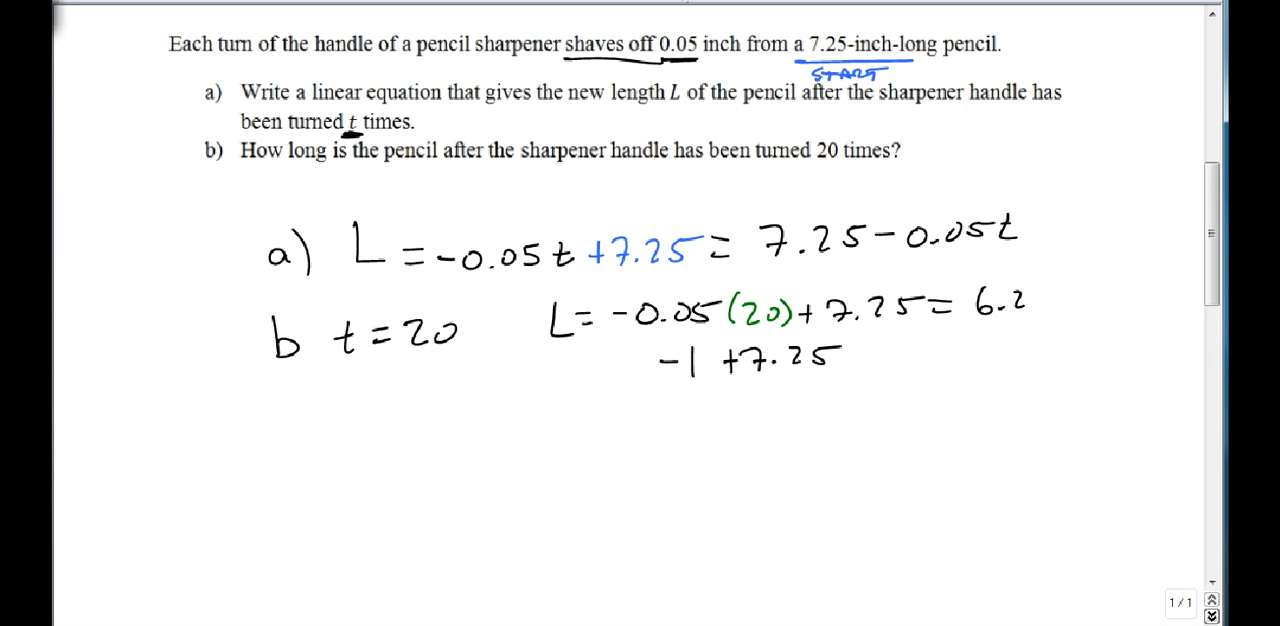 Each turn of the handle of a pencil sharpener shaves off 0.05 inch from a 7.25-inch-long pencil.
START
a) Write a linear equation that gives the new length L of the pencil after the sharpener handle has
been turned t times.
b) How long is the pencil after the sharpener handle has been turned 20 times?
a) L = -0.05t +7.25 = 7.25 - 0.05t
b t = 20 L = -0.05(20) + 7.25 = 6.2
-1 +7.25
1 / 1